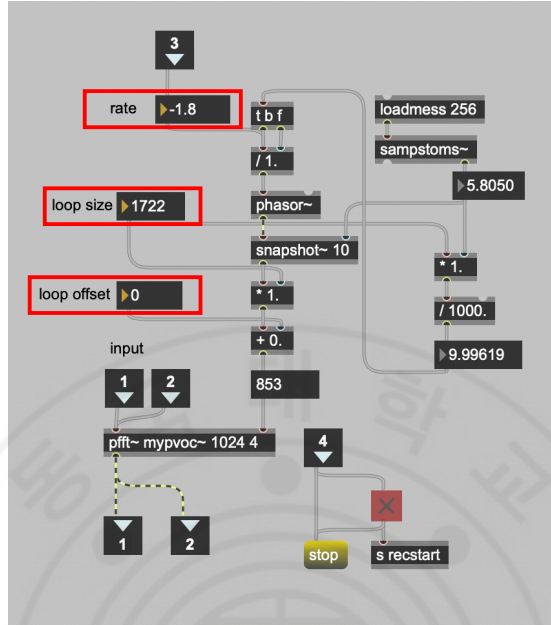 3
rate
-1.8
t b f
loadmess 256
/ 1.
sampstoms~
5.8050
loop size
1722
phasor~
snapshot~ 10
* 1.
* 1.
loop offset
0
/ 1000.
+ 0.
9.99619
input
853
1
2
pfft~ mypvoc~ 1024 4
4
1
2
stop
s recstart